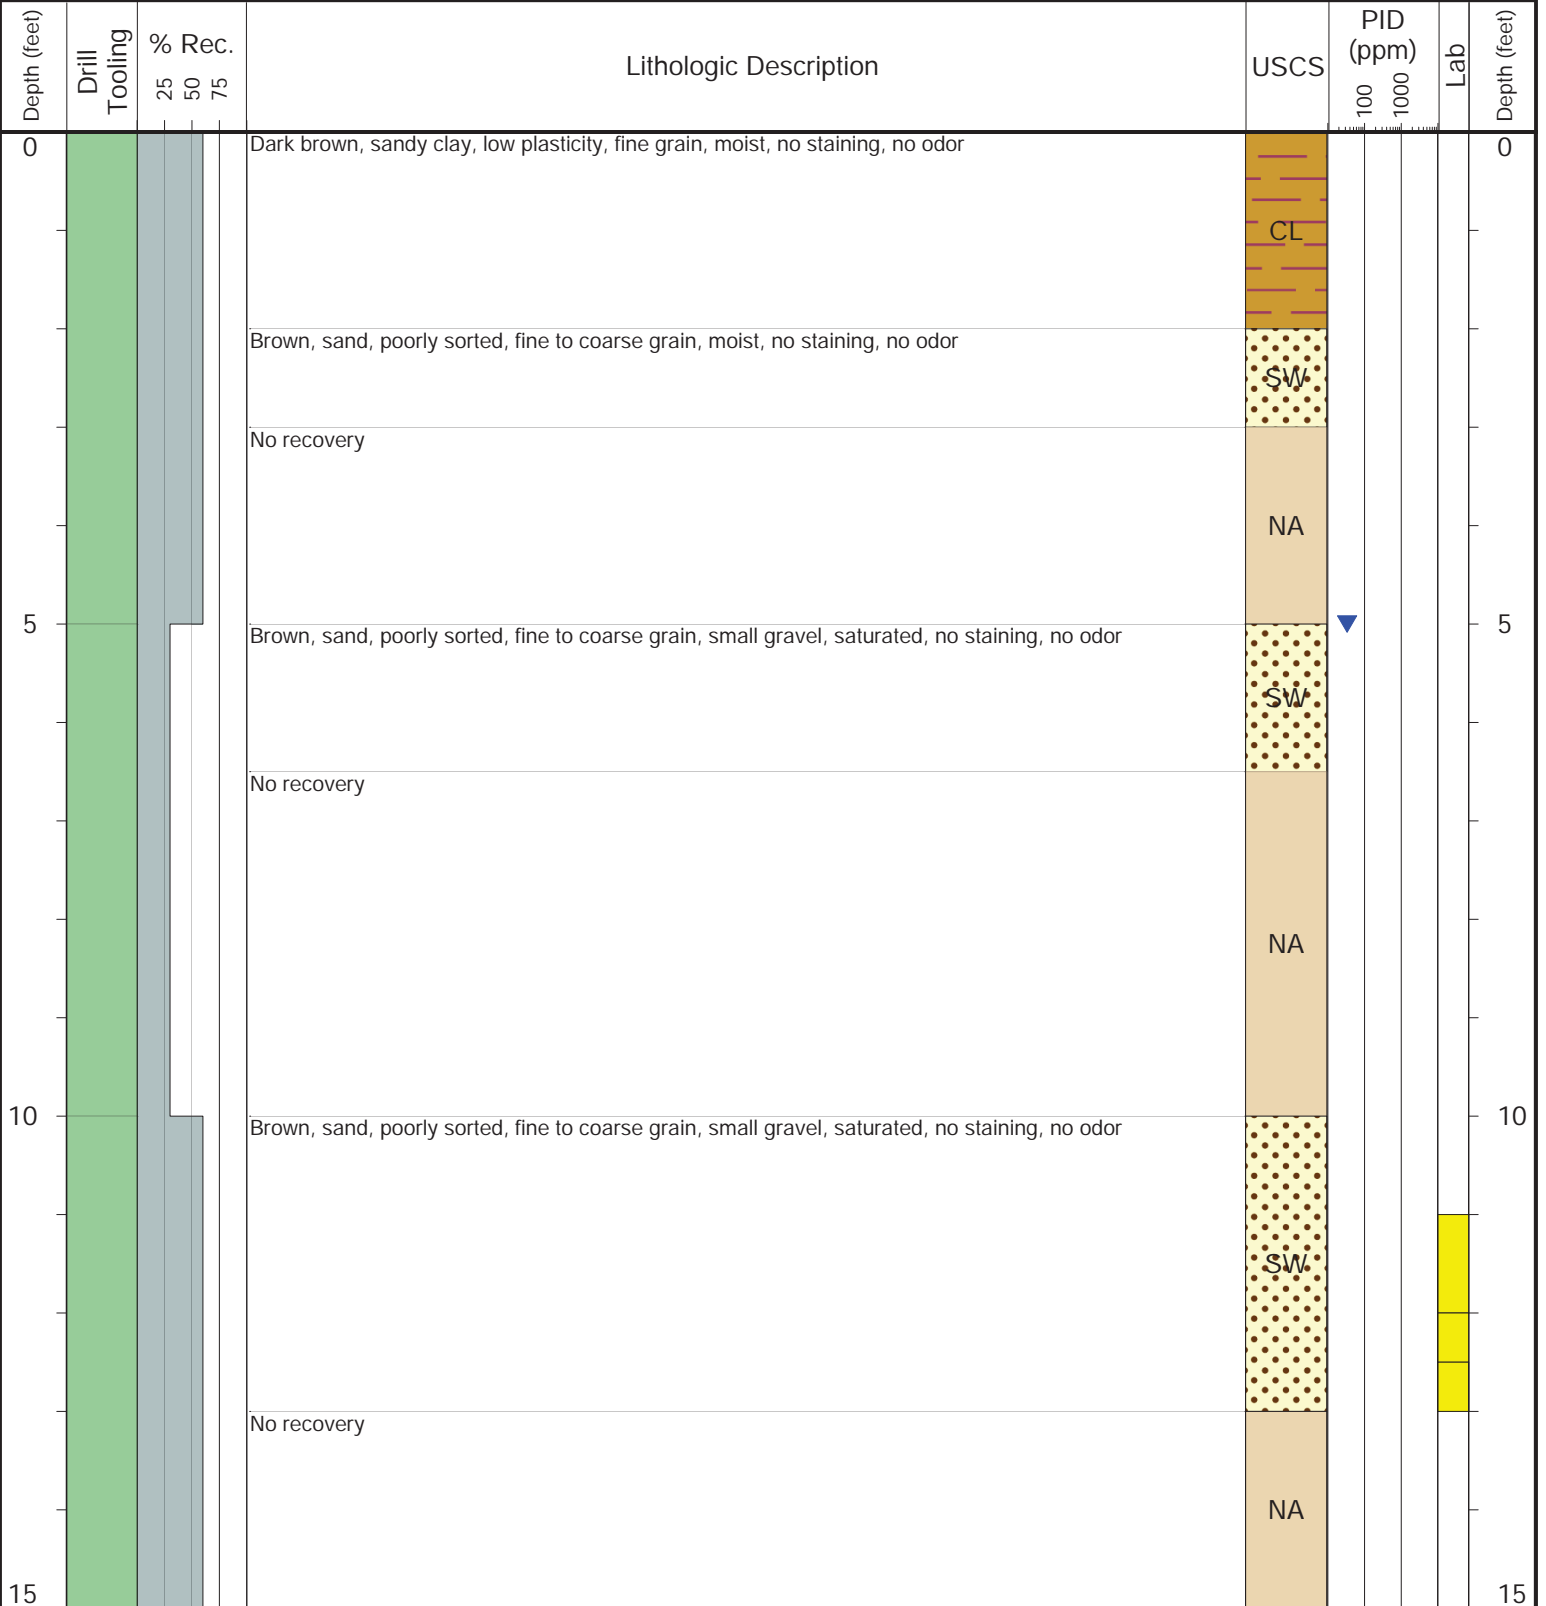 Depth (feet)
Drill
Tooling
% Rec.
25
50
75
Lithologic Description
USCS
PID
(ppm)
100
1000
Lab
Depth (feet)
0
Dark brown, sandy clay, low plasticity, fine grain, moist, no staining, no odor
0
CL
Brown, sand, poorly sorted, fine to coarse grain, moist, no staining, no odor
SW
No recovery
NA
5
Brown, sand, poorly sorted, fine to coarse grain, small gravel, saturated, no staining, no odor
5
SW
No recovery
NA
10
Brown, sand, poorly sorted, fine to coarse grain, small gravel, saturated, no staining, no odor
10
SW
No recovery
NA
15
15